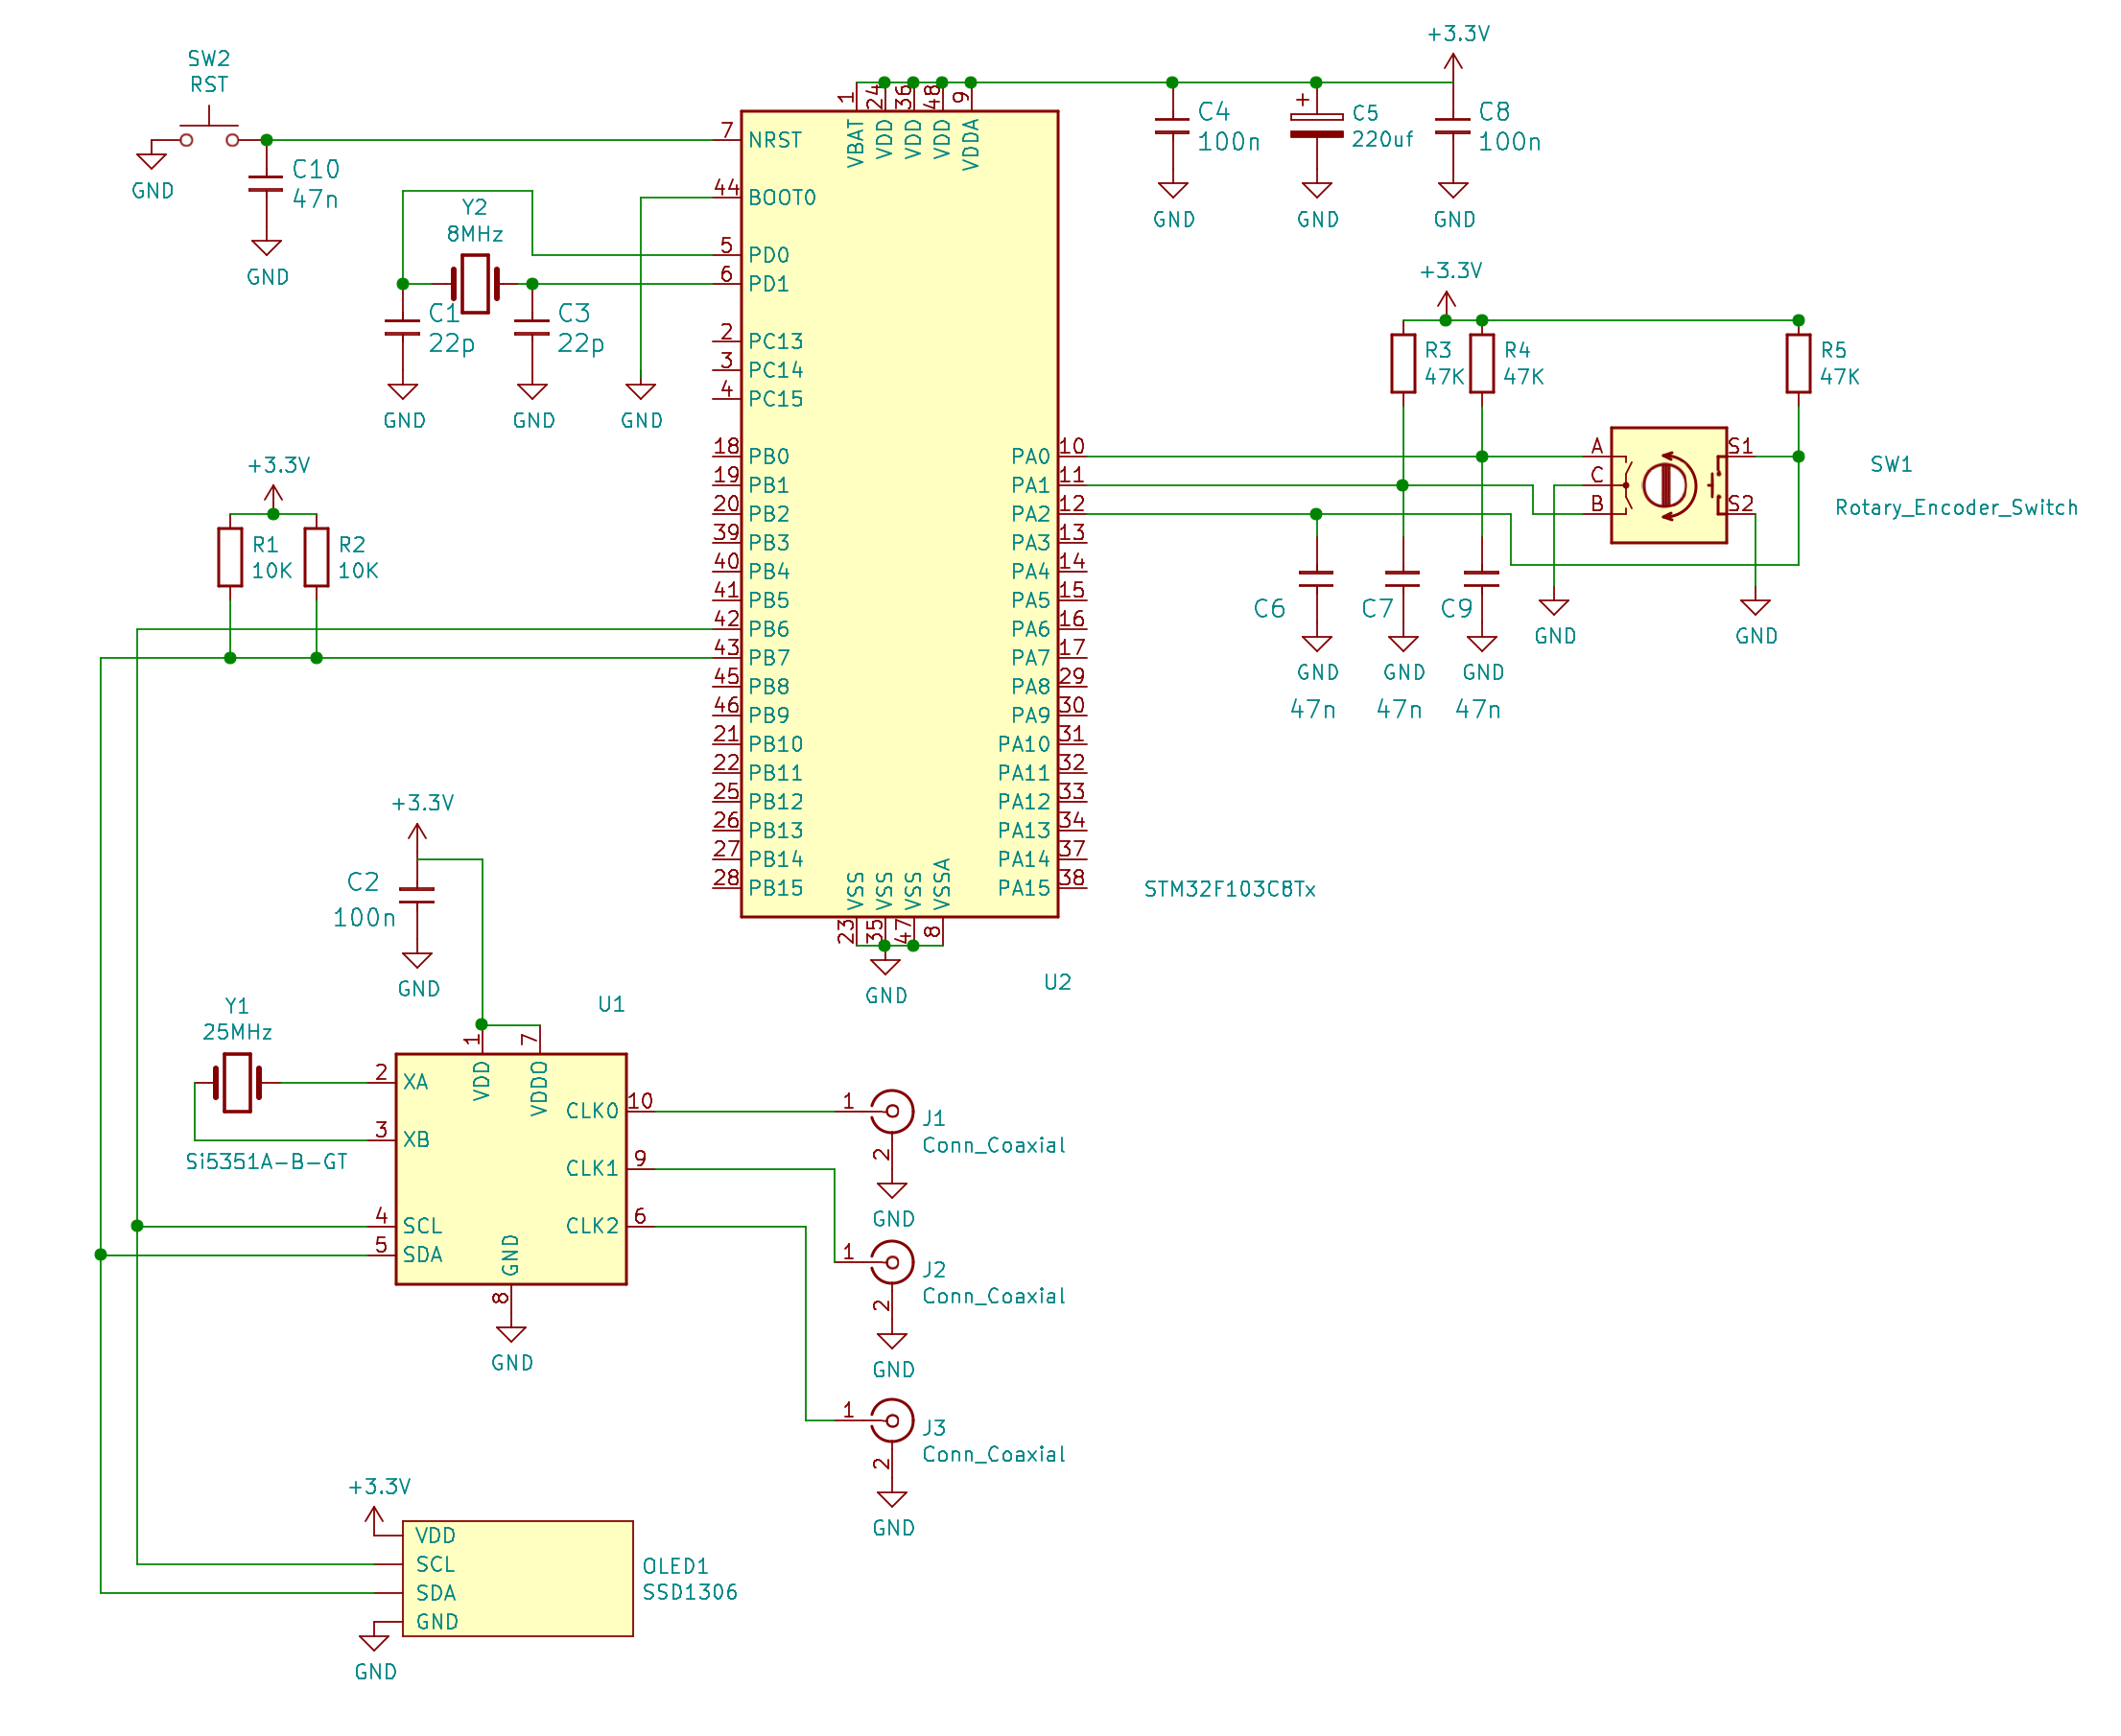 SW2
RST
GND
C10
47n
GND
Y2
8MHz
C1
22p
GND
C3
22p
GND
GND
+3.3V
C4
100n
GND
C5
220uf
GND
C8
100n
GND
+
1
24
36
48
9
VBAT
VDD
VDD
VDD
VDDA
7 NRST
44 BOOT0
5 PD0
6 PD1
2 PC13
3 PC14
4 PC15
18 PB0
19 PB1
20 PB2
39 PB3
40 PB4
41 PB5
42 PB6
43 PB7
45 PB8
46 PB9
21 PB10
22 PB11
25 PB12
26 PB13
27 PB14
28 PB15
PA0 10
PA1 11
PA2 12
PA3 13
PA4 14
PA5 15
PA6 16
PA7 17
PA8 29
PA9 30
PA10 31
PA11 32
PA12 33
PA13 34
PA14 37
PA15 38
VSS
VSS
VSS
VSSA
23
35
47
8
GND
STM32F103C8Tx
U2
+3.3V
R3
47K
R4
47K
R5
47K
A
C
B
S1
S2
SW1
Rotary_Encoder_Switch
C6
C7
C9
GND
GND
GND
GND
GND
47n
47n
47n
+3.3V
R1
10K
R2
10K
+3.3V
C2
100n
GND
Y1
25MHz
U1
1
7
VDD
VDDO
2 XA
3 XB
Si5351A-B-GT
4 SCL
5 SDA
GND
8
GND
CLK0 10
CLK1 9
CLK2 6
1
2
J1
Conn_Coaxial
GND
1
2
J2
Conn_Coaxial
GND
1
2
J3
Conn_Coaxial
GND
+3.3V
VDD
SCL
SDA
GND
OLED1
SSD1306
GND